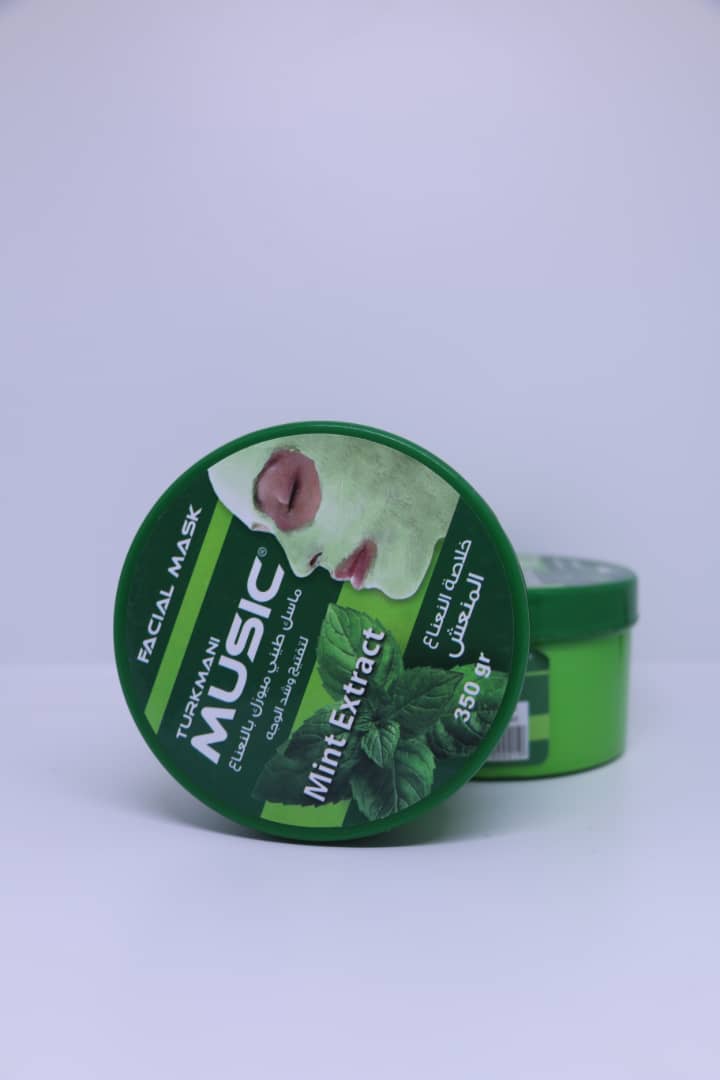 FACIAL MASK
TURKMANI
MUSIC®
ماسك طيني ميوزك بالنعناع
لتفتيح وشد الوجه
Mint Extract
خلاصة النعناع
المنعش
350 gr